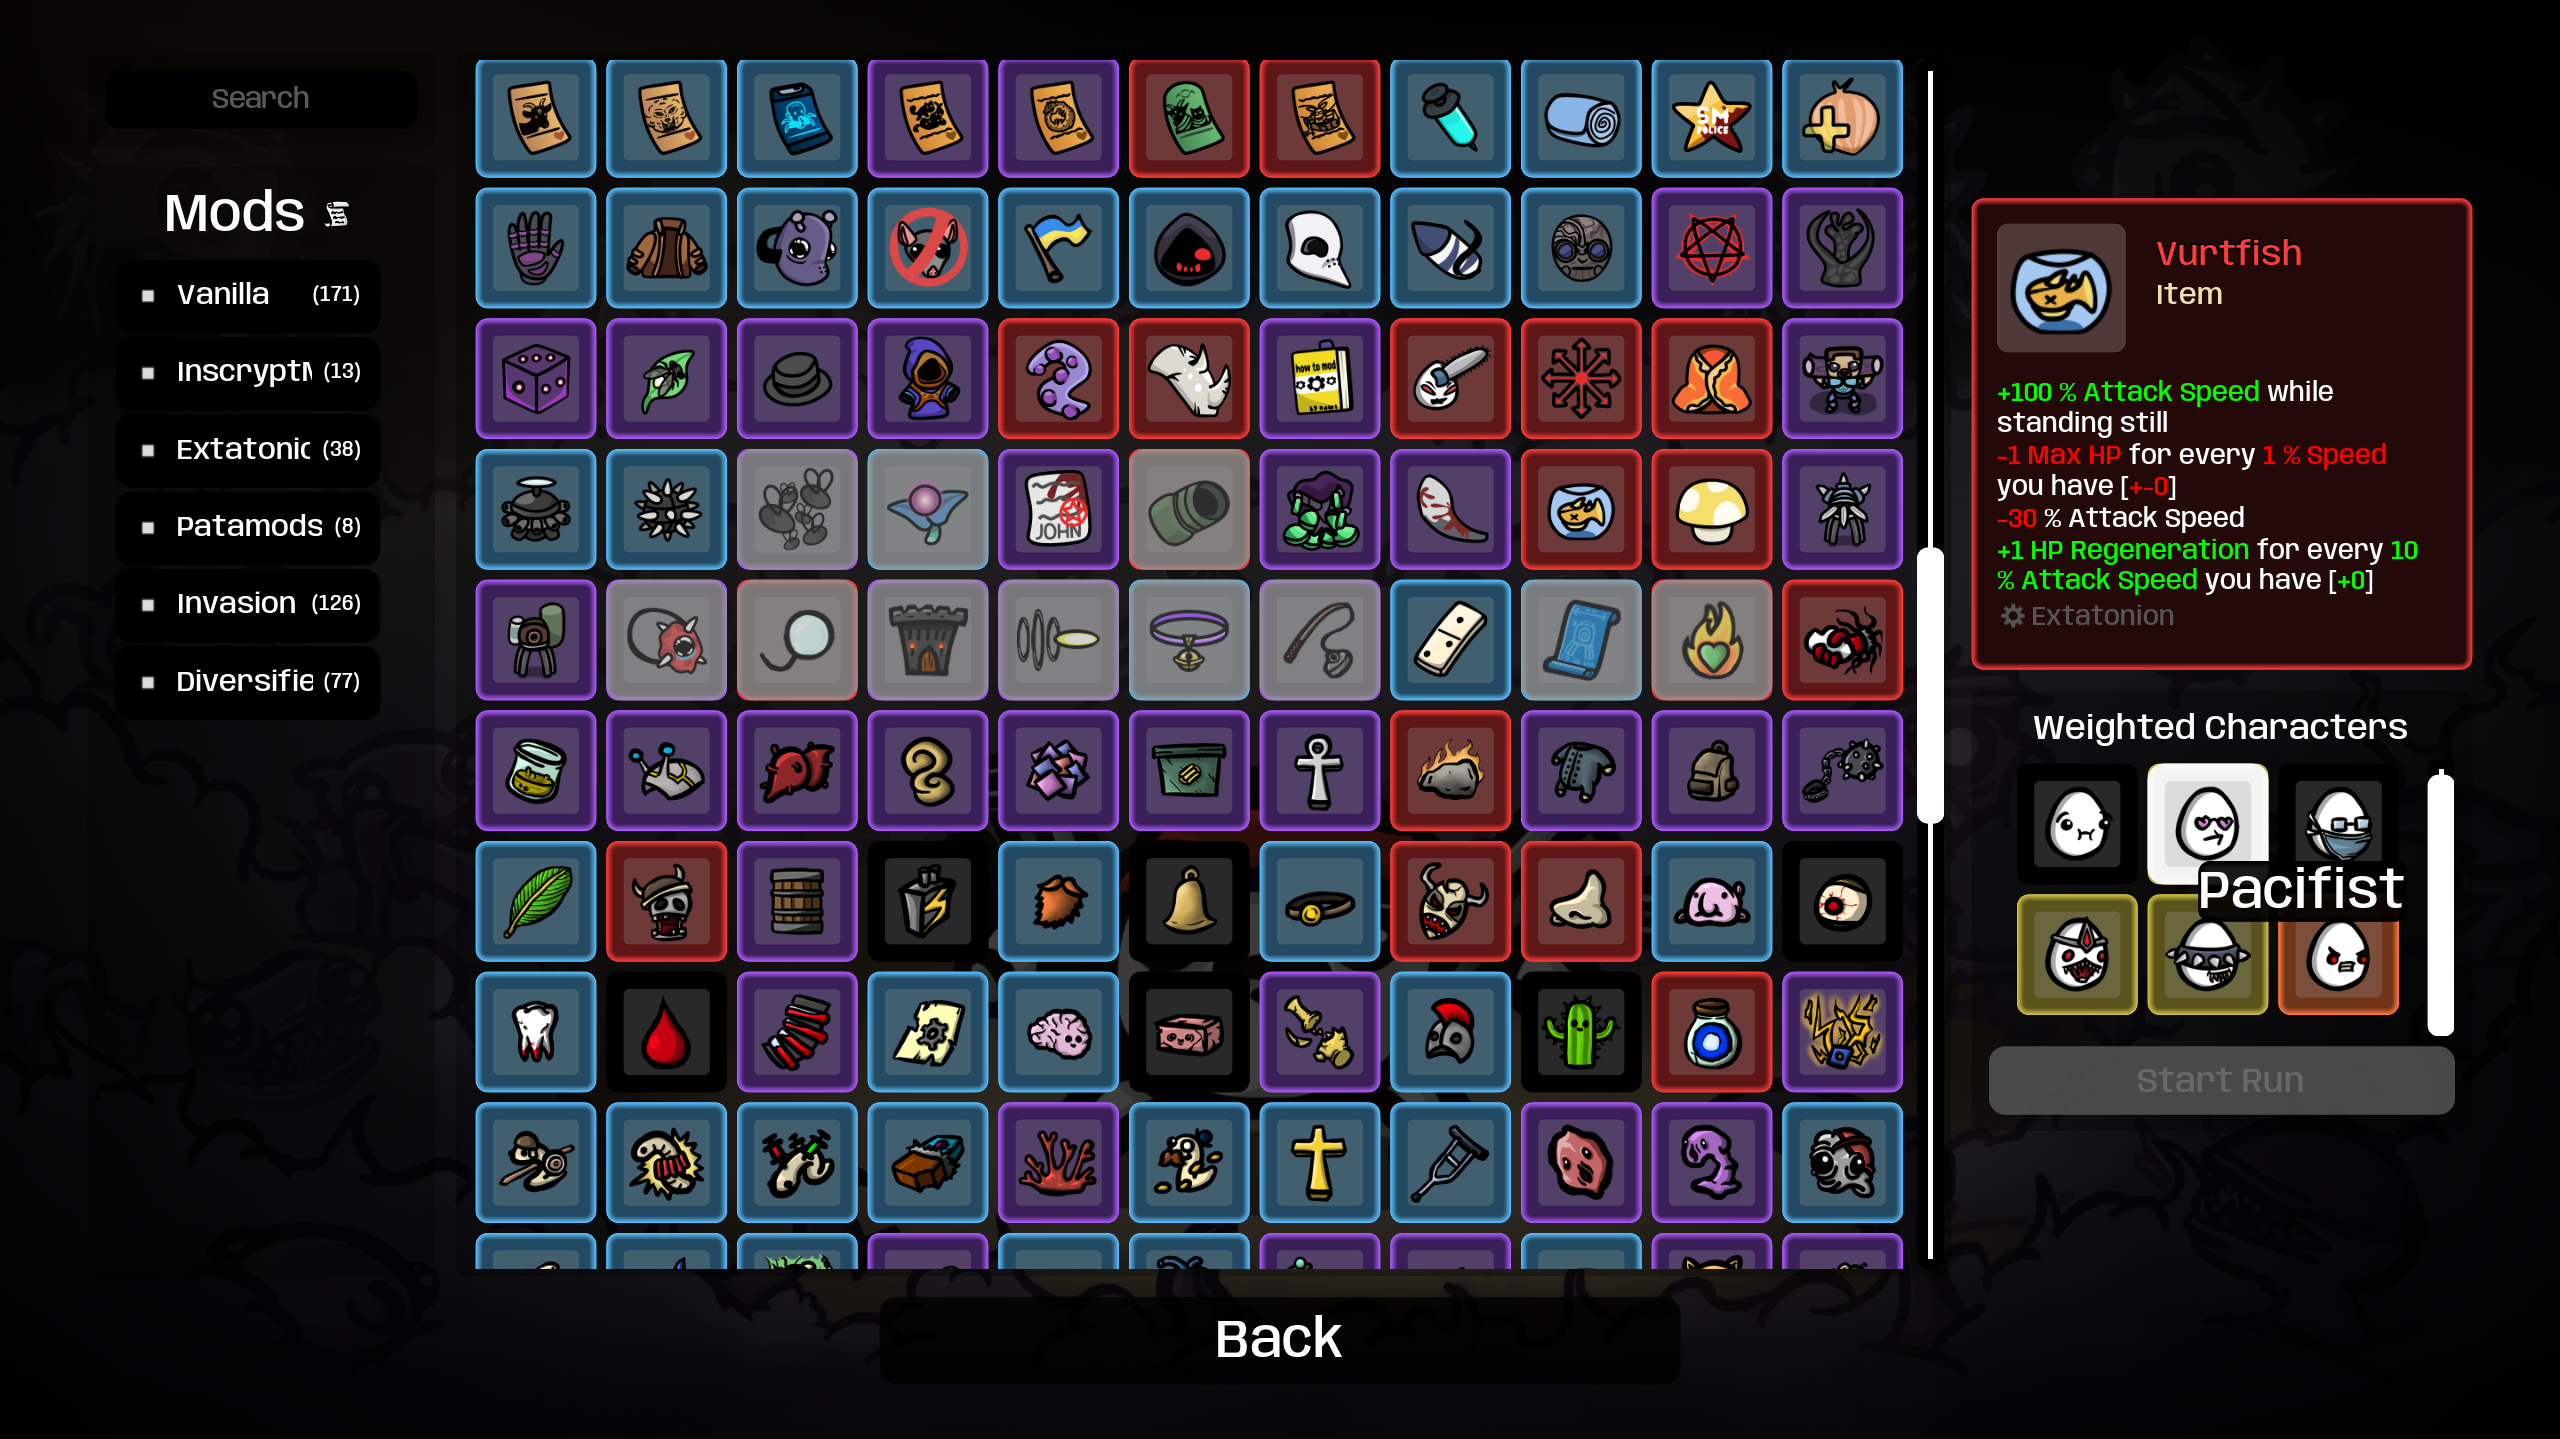 Search
Mods
Vanilla (171)
Inscrypt (13)
Extatonic (38)
Patamods (8)
Invasion (126)
Diversifie (77)
SM
POLICE
how to mod
JOHN
Vurtfish
Item
+100 % Attack Speed while
standing still
-1 Max HP for every 1 % Speed
you have [+-0]
-30 % Attack Speed
+1 HP Regeneration for every 10
% Attack Speed you have [+0]
Extatonion
Weighted Characters
Pacifist
Start Run
Back